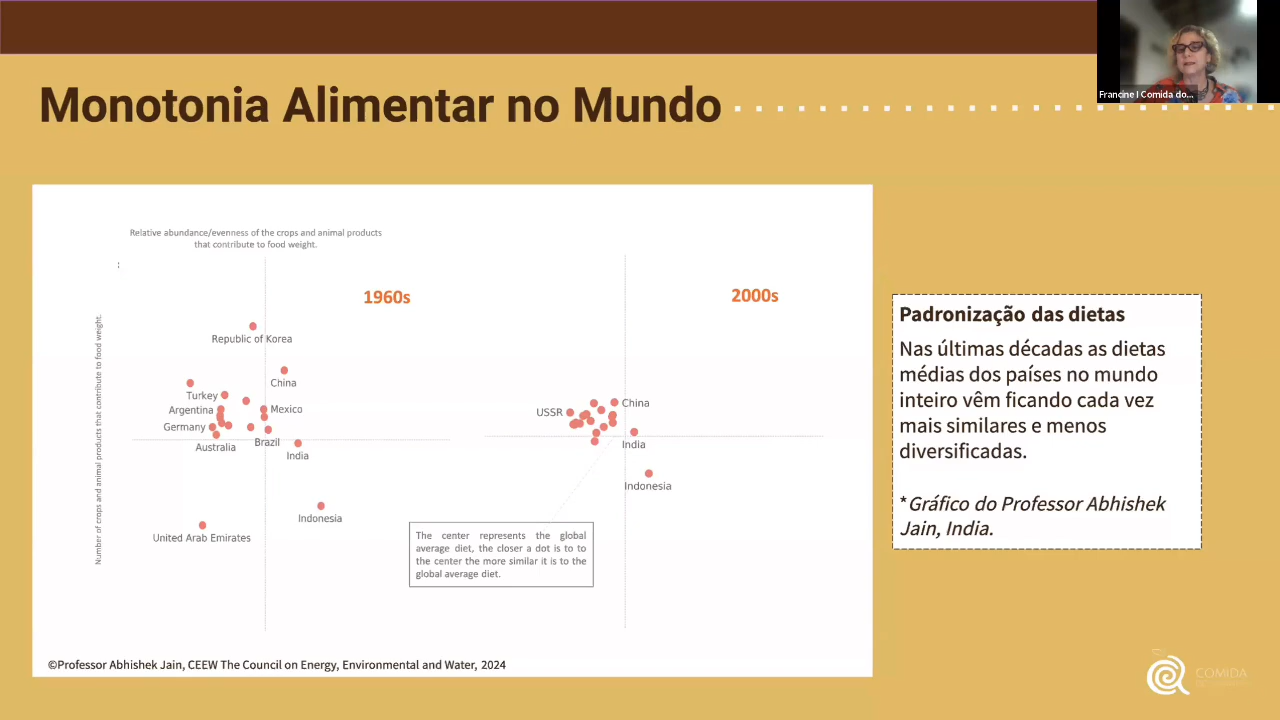 Francine I Comida do...
Monotonia Alimentar no Mundo
Relative abundance/evenness of the crops and animal products
that contribute to food weight.
Number of crops and animal products that contribute to food weight.
1960s
Republic of Korea
China
Turkey
Argentina
Mexico
Germany
Australia
Brazil
India
Indonesia
United Arab Emirates
2000s
China
USSR
India
Indonesia
The center represents the global
average diet, the closer a dot is to to
the center the more similar it is to the
global average diet.
©Professor Abhishek Jain, CEEW The Council on Energy, Environmental and Water, 2024
Padronização das dietas
Nas últimas décadas as dietas
médias dos países no mundo
inteiro vêm ficando cada vez
mais similares e menos
diversificadas.
*Gráfico do Professor Abhishek
Jain, India.
COMIDA